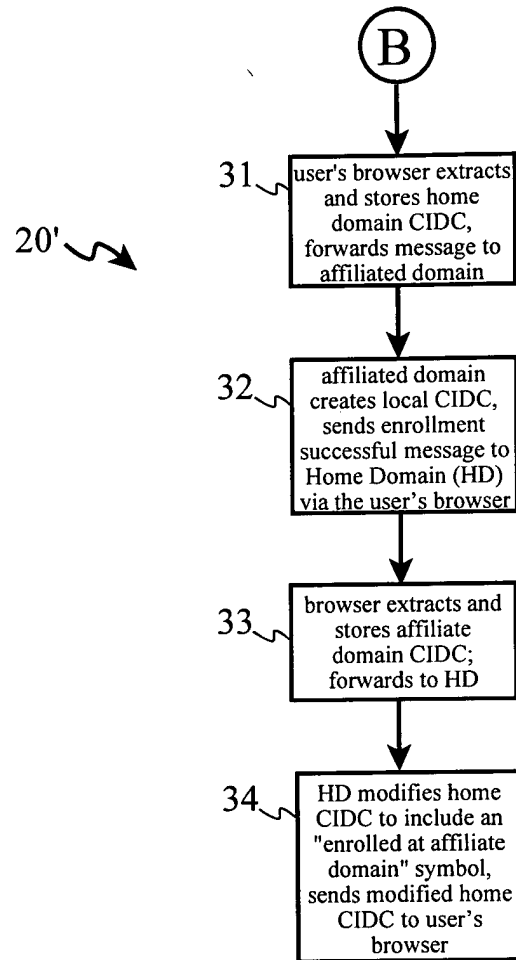 B
31
user's browser extracts
and stores home
domain CIDC,
forwards message to
affiliated domain
20'
32
affiliated domain
creates local CIDC,
sends enrollment
successful message to
Home Domain (HD)
via the user's browser
33
browser extracts and
stores affiliate
domain CIDC;
forwards to HD
34
HD modifies home
CIDC to include an
"enrolled at affiliate
domain" symbol,
sends modified home
CIDC to user's
browser